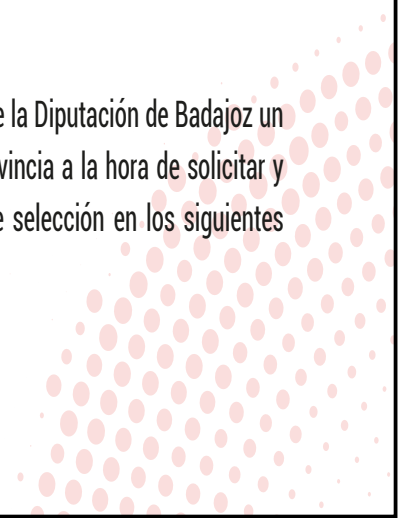 e la Diputación de Badajoz un
vincia a la hora de solicitar y
e selección en los siguientes